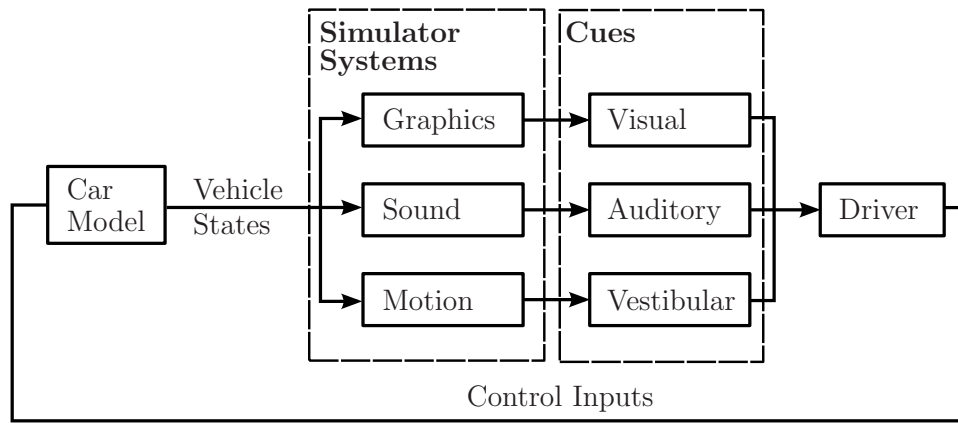 Simulator
Systems
Cues
Graphics
Visual
Car
Model
Vehicle
States
Sound
Auditory
Driver
Motion
Vestibular
Control Inputs